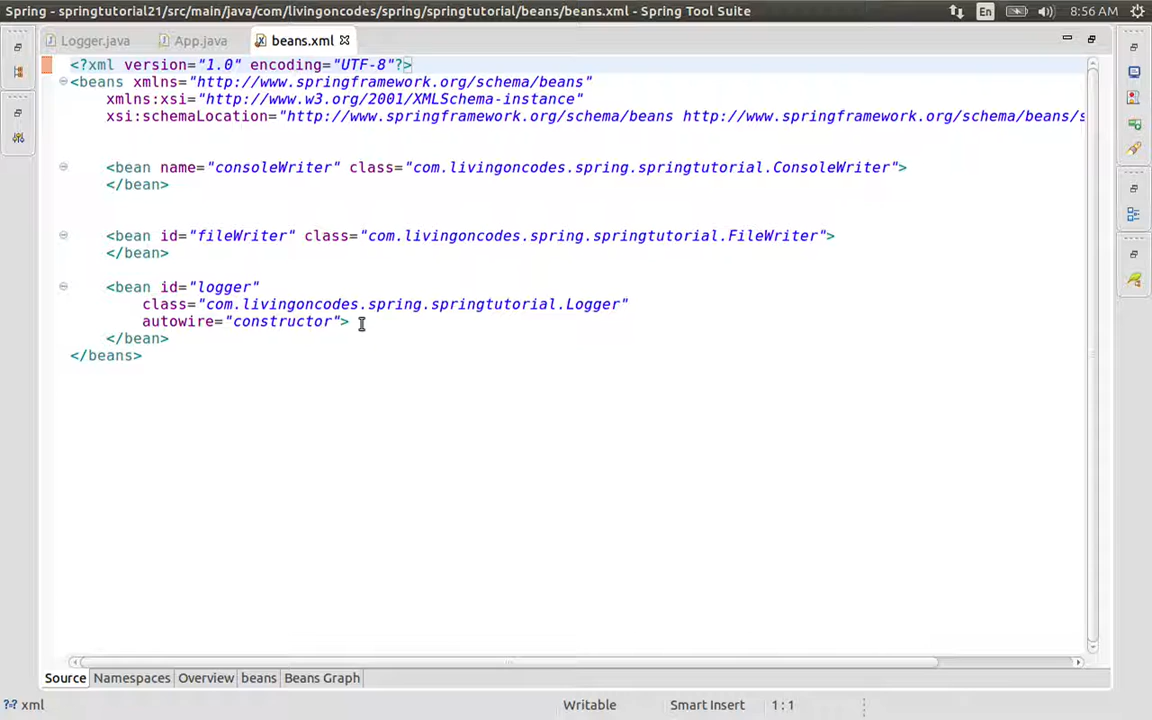 Spring - springtutorial21/src/main/java/com/livingoncodes/spring/springtutorial/beans/beans.xml - Spring Tool Suite
En
8:56 AM
Logger.java
App.java
beans.xml
<?xml version="1.0" encoding="UTF-8"?>
<beans xmlns="http://www.springframework.org/schema/beans"
xmlns:xsi="http://www.w3.org/2001/XMLSchema-instance"
xsi:schemaLocation="http://www.springframework.org/schema/beans http://www.springframework.org/schema/beans/s
<bean name="consoleWriter" class="com.livingoncodes.spring.springtutorial.ConsoleWriter">
</bean>
<bean id="fileWriter" class="com.livingoncodes.spring.springtutorial.FileWriter">
</bean>
<bean id="logger"
class="com.livingoncodes.spring.springtutorial.Logger"
autowire="constructor">
</bean>
</beans>
Source
Namespaces
Overview
beans
Beans Graph
xml
Writable
Smart Insert
1 : 1